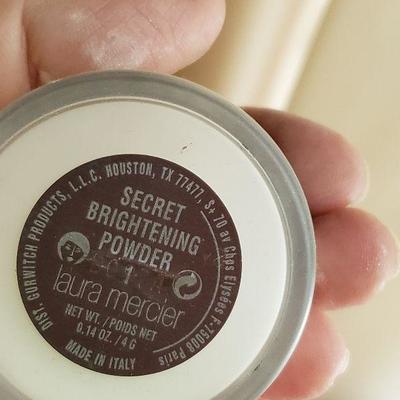 DIST. GURWITCH PRODUCTS, L.L.C. HOUSTON, TX 77477, S+ 70 av Chps Elysées F-75008 Paris
SECRET
BRIGHTENING
POWDER
1
laura mercier
NET WT. / POIDS NET
0.14 OZ. / 4 G
MADE IN ITALY